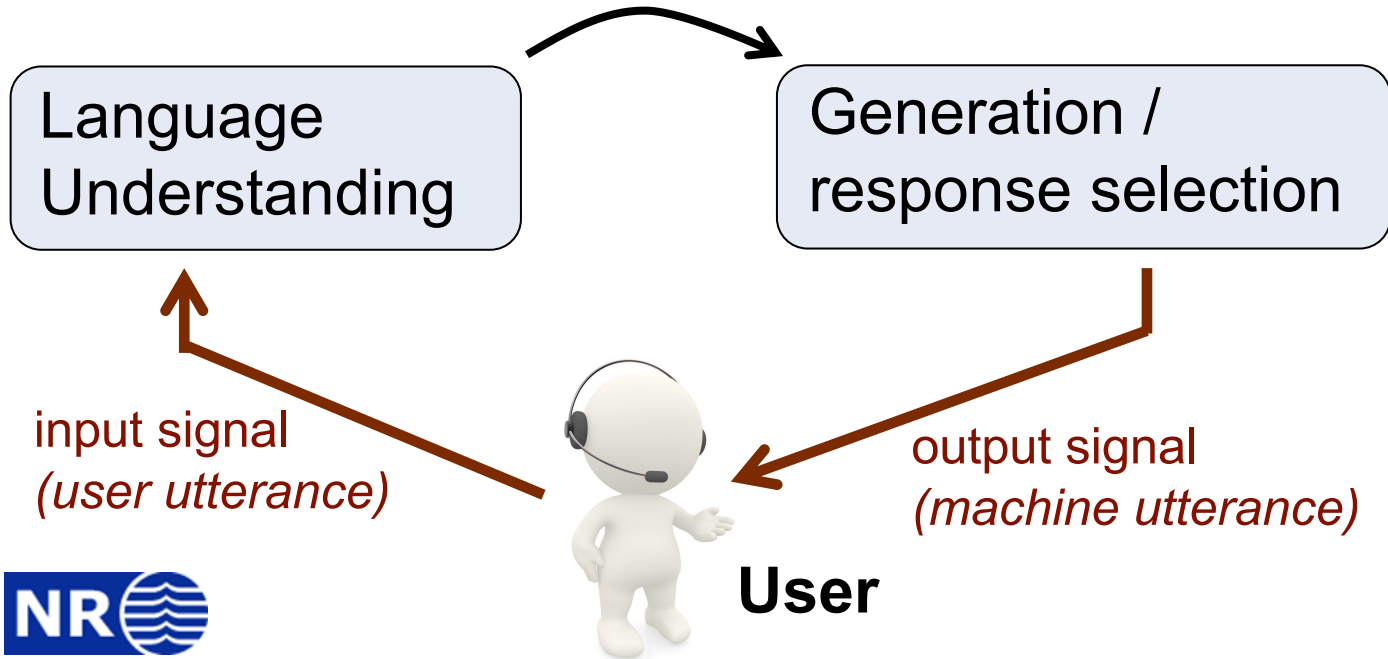 Language
Understanding
Generation /
response selection
input signal
(user utterance)
output signal
(machine utterance)
User
NR